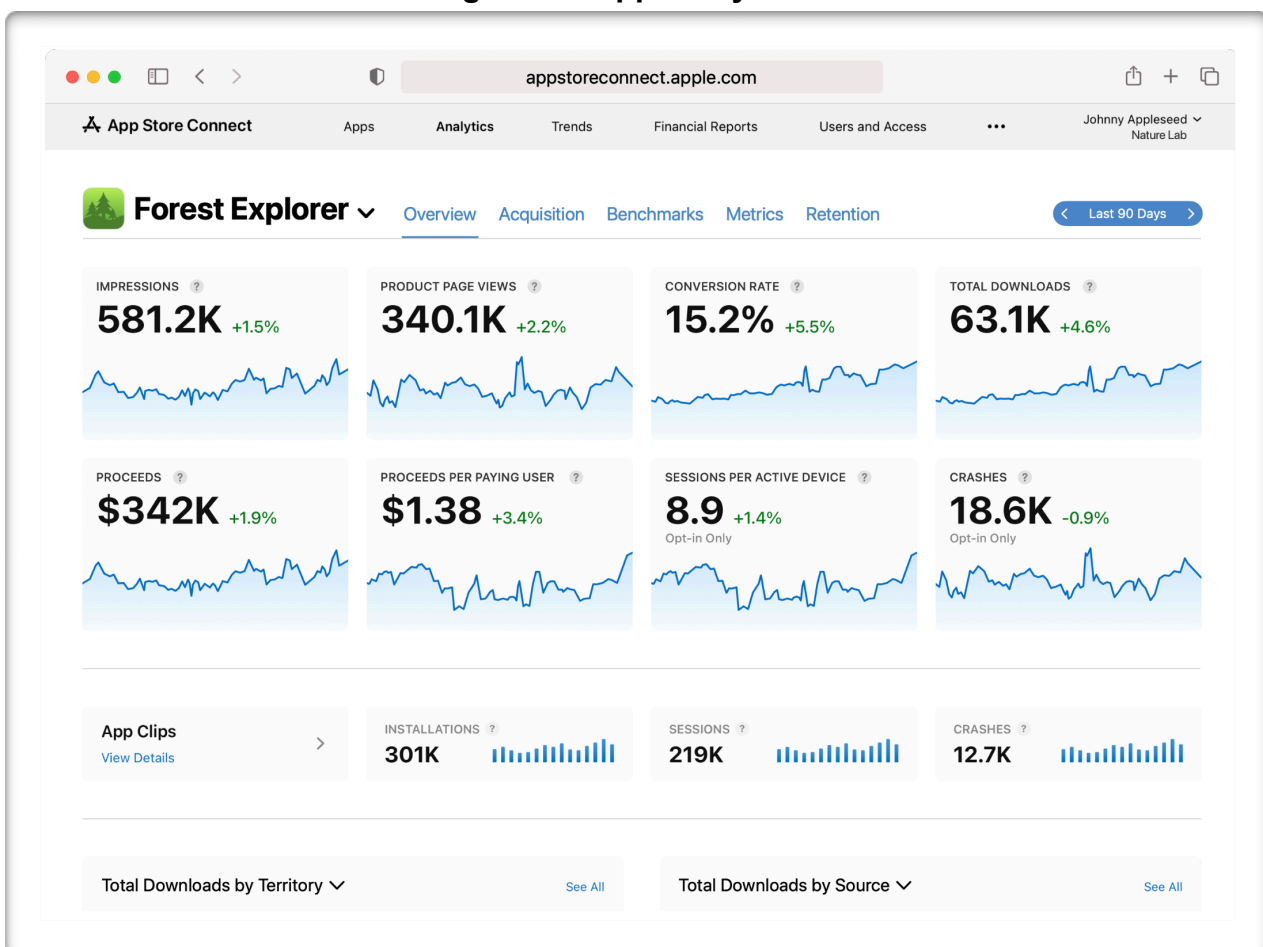 appstoreconnect.apple.com
App Store Connect Apps Analytics Trends Financial Reports Users and Access ••• Johnny Appleseed
Nature Lab
Forest Explorer Overview Acquisition Benchmarks Metrics Retention Last 90 Days
IMPRESSIONS ?
581.2K +1.5%
PRODUCT PAGE VIEWS ?
340.1K +2.2%
CONVERSION RATE ?
15.2% +5.5%
TOTAL DOWNLOADS ?
63.1K +4.6%
PROCEEDS ?
$342K +1.9%
PROCEEDS PER PAYING USER ?
$1.38 +3.4%
SESSIONS PER ACTIVE DEVICE ?
8.9 +1.4%
Opt-in Only
CRASHES ?
18.6K -0.9%
Opt-in Only
App Clips
View Details
INSTALLATIONS ?
301K
SESSIONS ?
219K
CRASHES ?
12.7K
Total Downloads by Territory See All
Total Downloads by Source See All